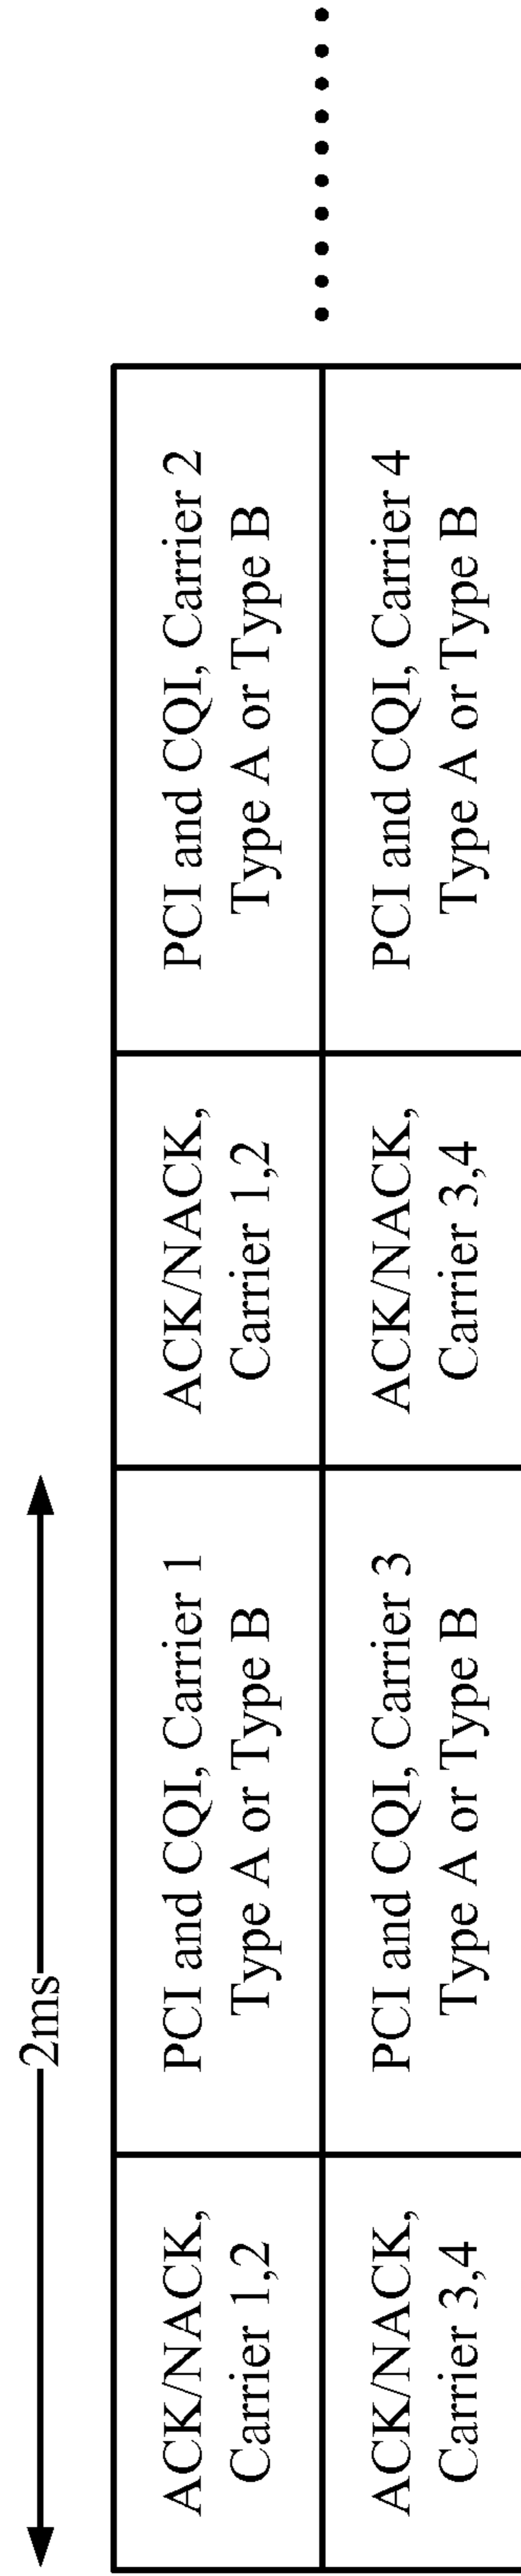 2ms
ACK/NACK,
Carrier 1,2
PCI and CQI, Carrier 1
Type A or Type B
ACK/NACK,
Carrier 1,2
PCI and CQI, Carrier 2
Type A or Type B
ACK/NACK,
Carrier 3,4
PCI and CQI, Carrier 3
Type A or Type B
ACK/NACK,
Carrier 3,4
PCI and CQI, Carrier 4
Type A or Type B